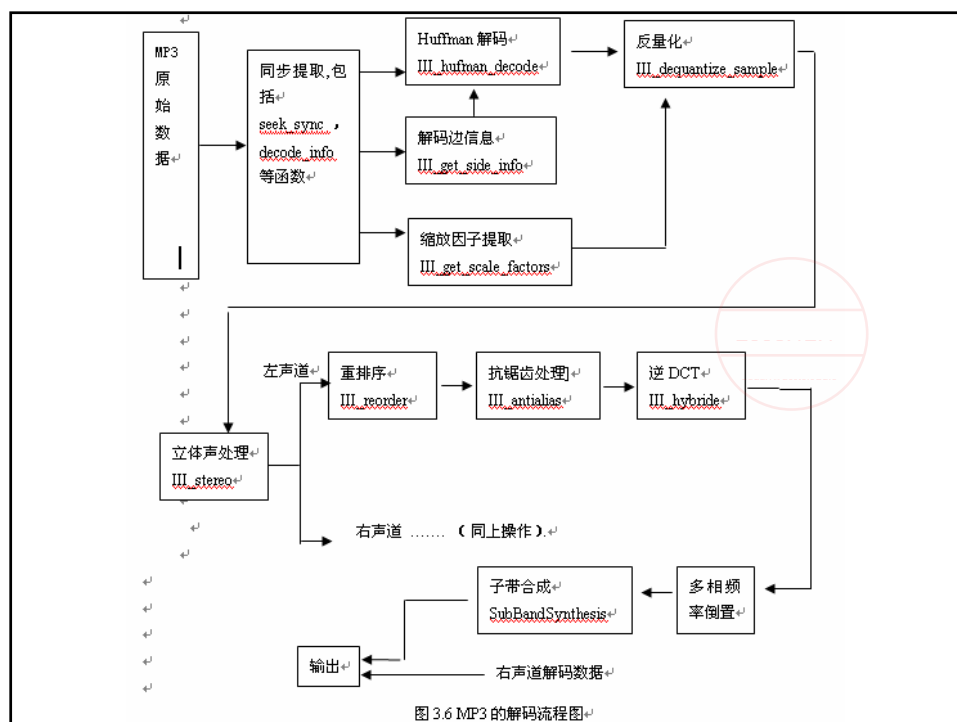 MP3
原
始
数
据
同步提取,包
括
seek_sync ，
decode_info
等函数
Huffman 解码
III_hufman_decode
解码边信息
III_get_side_info
缩放因子提取
III_get_scale_factors
反量化
III_dequantize_sample
立体声处理
III_stereo
左声道
重排序
III_reorder
抗锯齿处理]
III_antialias
逆 DCT
III_hybride
右声道 ……. （ 同上操作 ）.
多相频
率倒置
子带合成
SubBandSynthesis
输出
右声道解码数据
图 3.6 MP3 的解码流程图